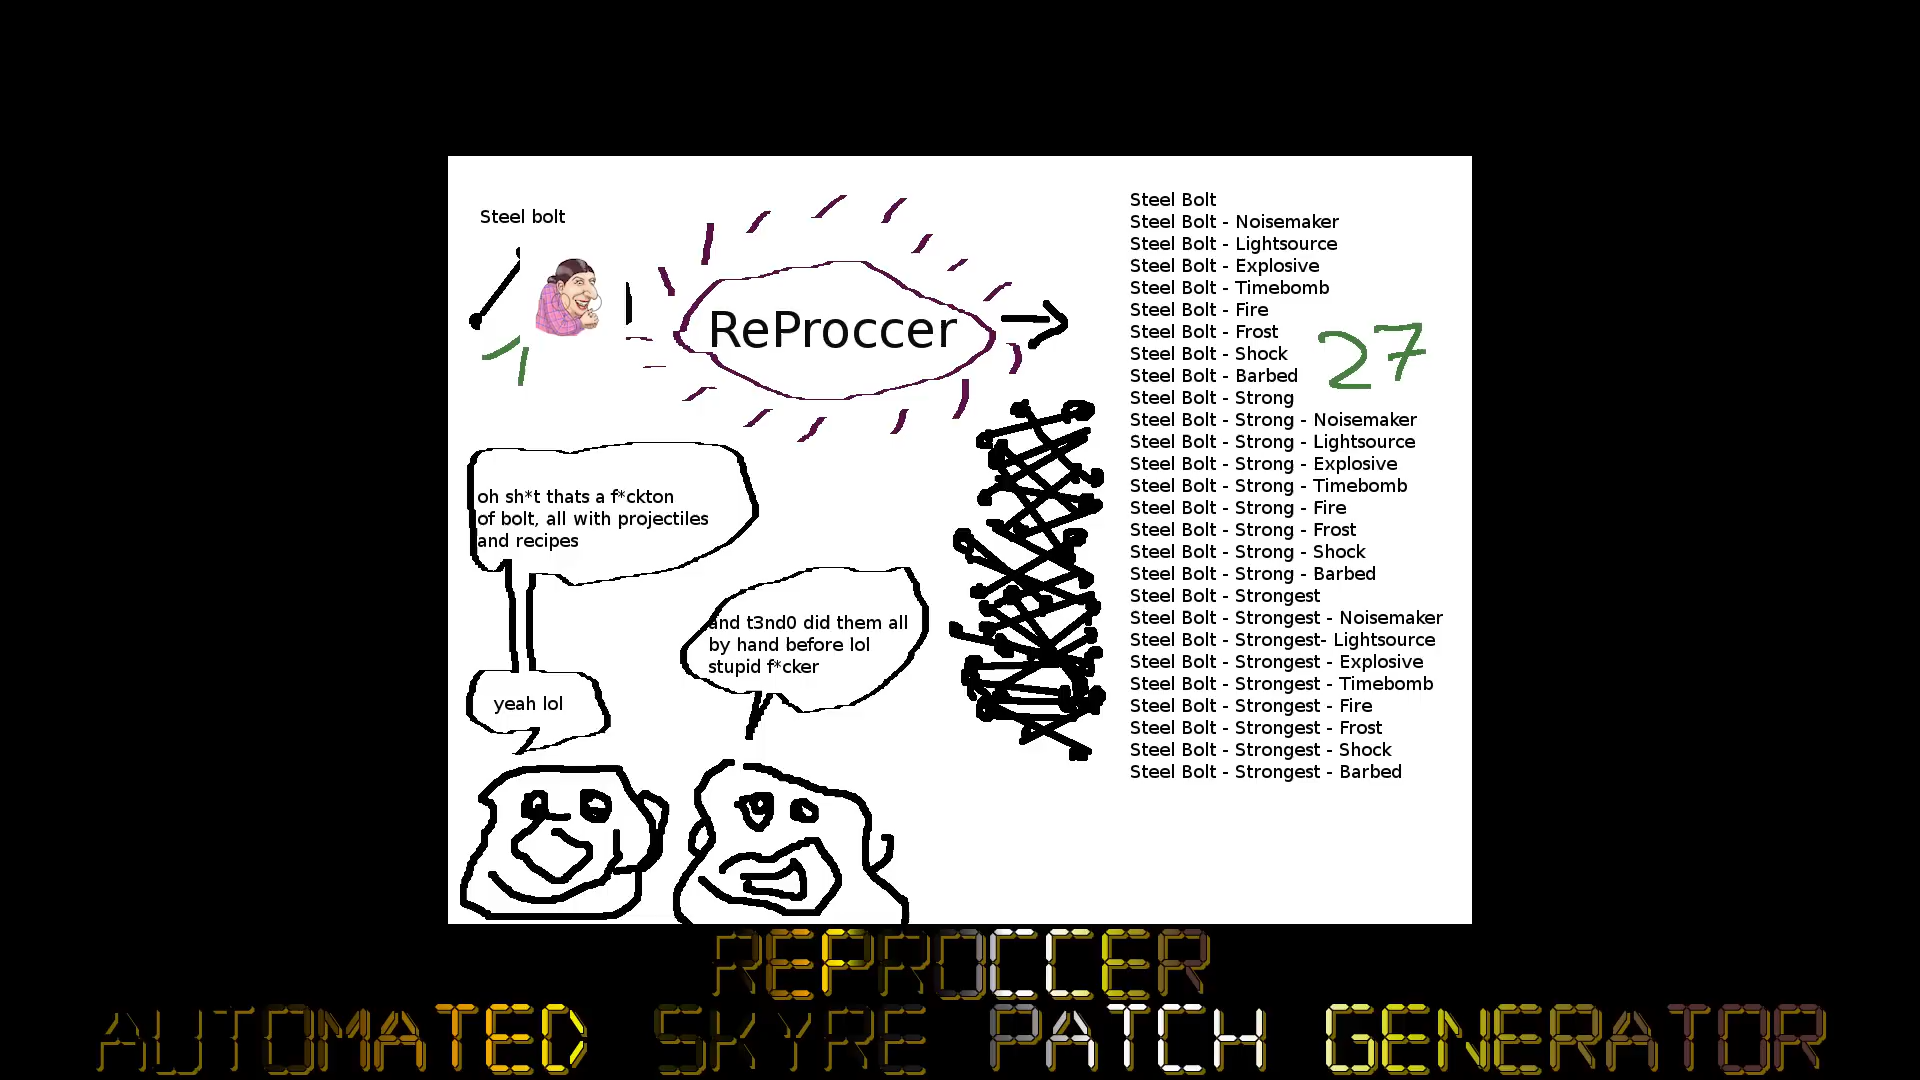 Steel bolt
1
ReProccer
Steel Bolt
Steel Bolt - Noisemaker
Steel Bolt - Lightsource
Steel Bolt - Explosive
Steel Bolt - Timebomb
Steel Bolt - Fire
Steel Bolt - Frost
Steel Bolt - Shock
Steel Bolt - Barbed
Steel Bolt - Strong
Steel Bolt - Strong - Noisemaker
Steel Bolt - Strong - Lightsource
Steel Bolt - Strong - Explosive
Steel Bolt - Strong - Timebomb
Steel Bolt - Strong - Fire
Steel Bolt - Strong - Frost
Steel Bolt - Strong - Shock
Steel Bolt - Strong - Barbed
Steel Bolt - Strongest
Steel Bolt - Strongest - Noisemaker
Steel Bolt - Strongest- Lightsource
Steel Bolt - Strongest - Explosive
Steel Bolt - Strongest - Timebomb
Steel Bolt - Strongest - Fire
Steel Bolt - Strongest - Frost
Steel Bolt - Strongest - Shock
Steel Bolt - Strongest - Barbed
27
oh sh*t thats a f*ckton
of bolt, all with projectiles
and recipes
and t3nd0 did them all
by hand before lol
stupid f*cker
yeah lol
REPROCCER
AUTOMATED SKYRE PATCH GENERATOR